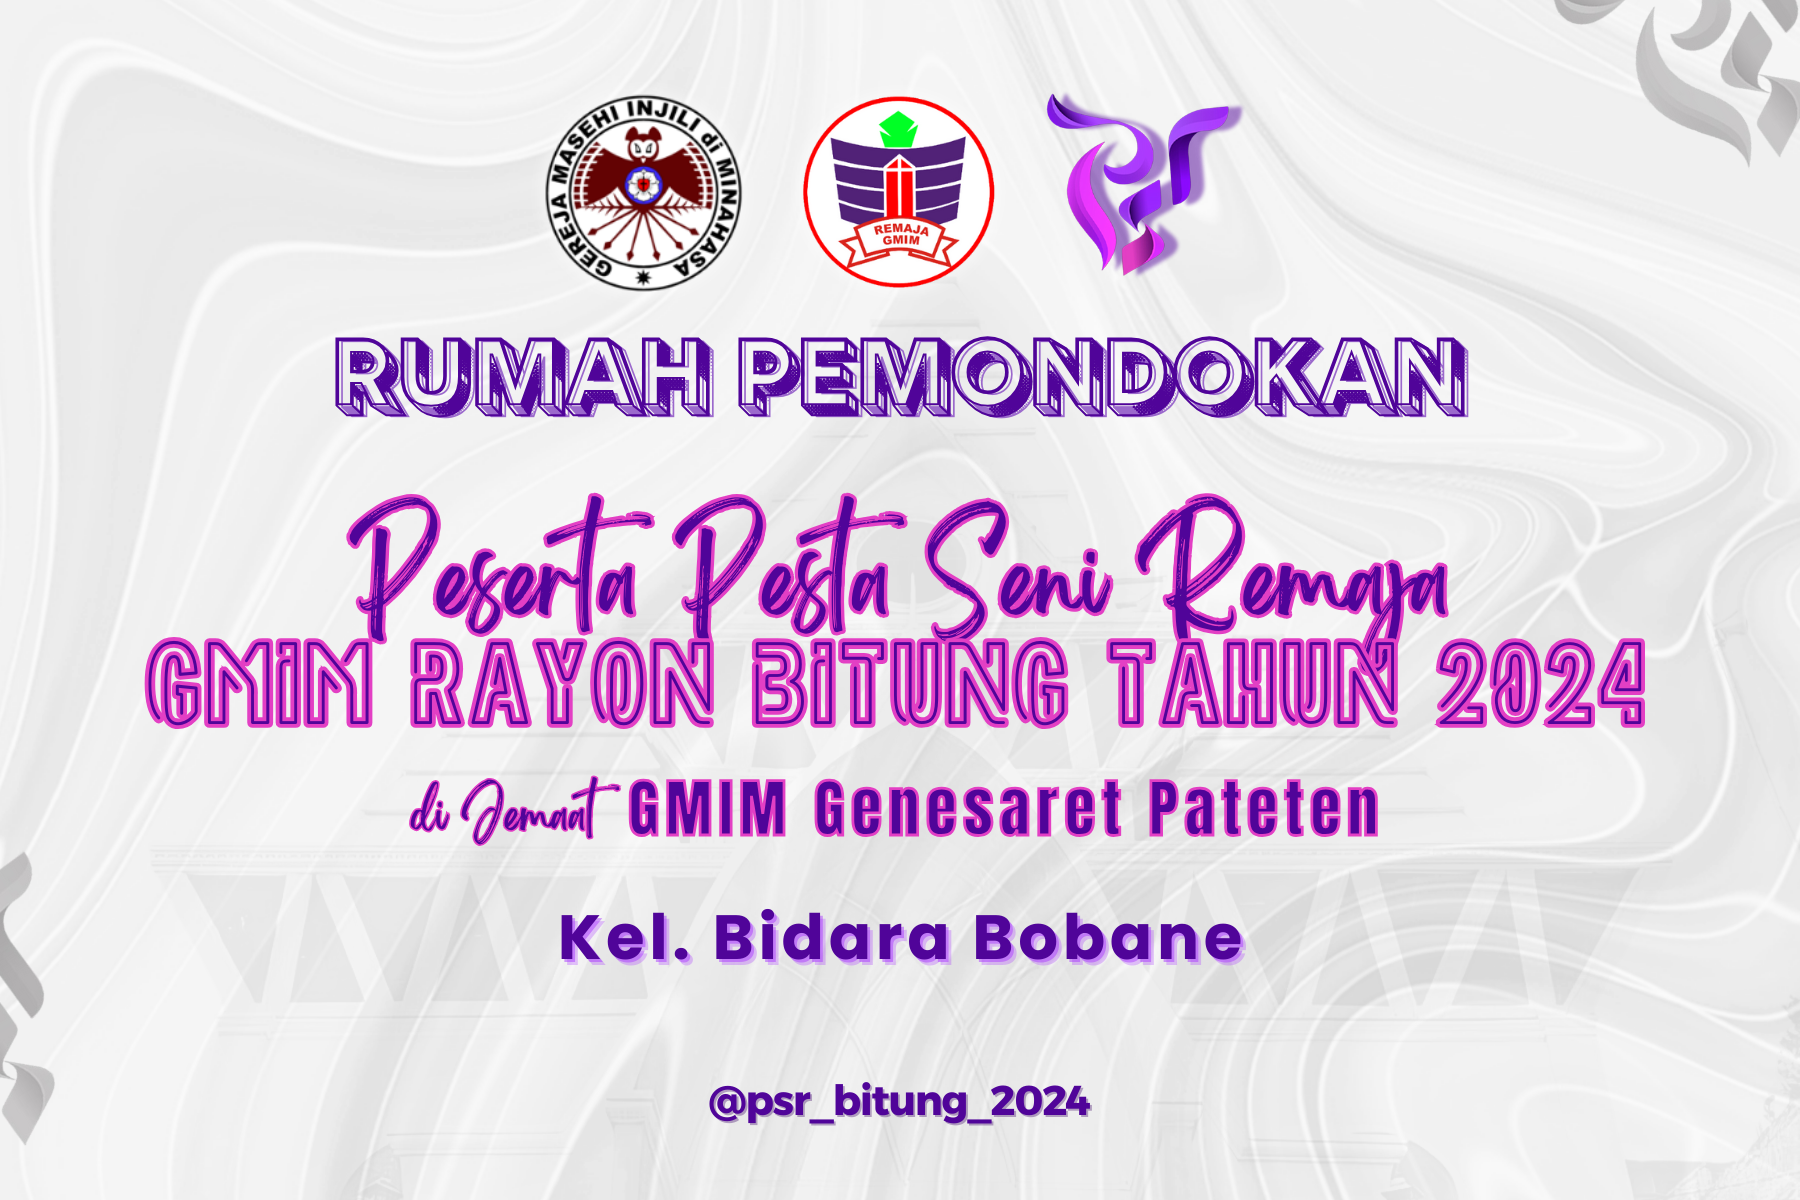 GEREJA MASEHI INJILI di MINAHASA
REMAJA
GMIM
RUMAH PEMONDOKAN
Peserta Pesta Seni Remaja
GMIM RAYON BITUNG TAHUN 2024
di Jemaat GMIM Genesaret Pateten
Kel. Bidara Bobane
@psr_bitung_2024